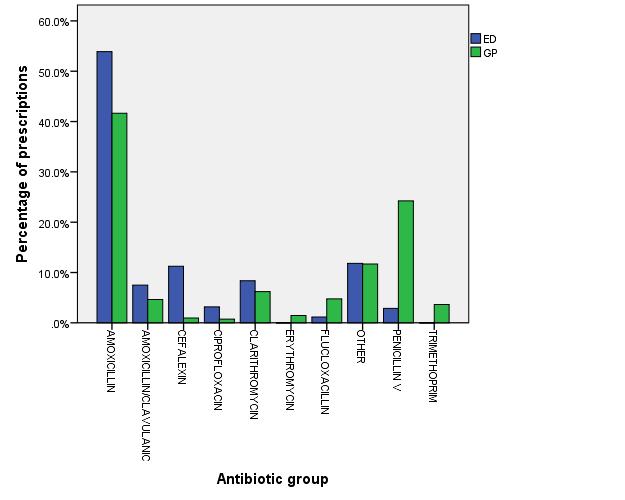 60.0%
50.0%
40.0%
30.0%
20.0%
10.0%
.0%
Percentage of prescriptions
ED
GP
AMOXICILLIN
AMOXICILLIN/CLAVULANIC
CEFALEXIN
CIPROFLOXACIN
CLARITHROMYCIN
ERYTHROMYCIN
FLUCLOXACILLIN
OTHER
PENICILLIN V
TRIMETHOPRIM
Antibiotic group